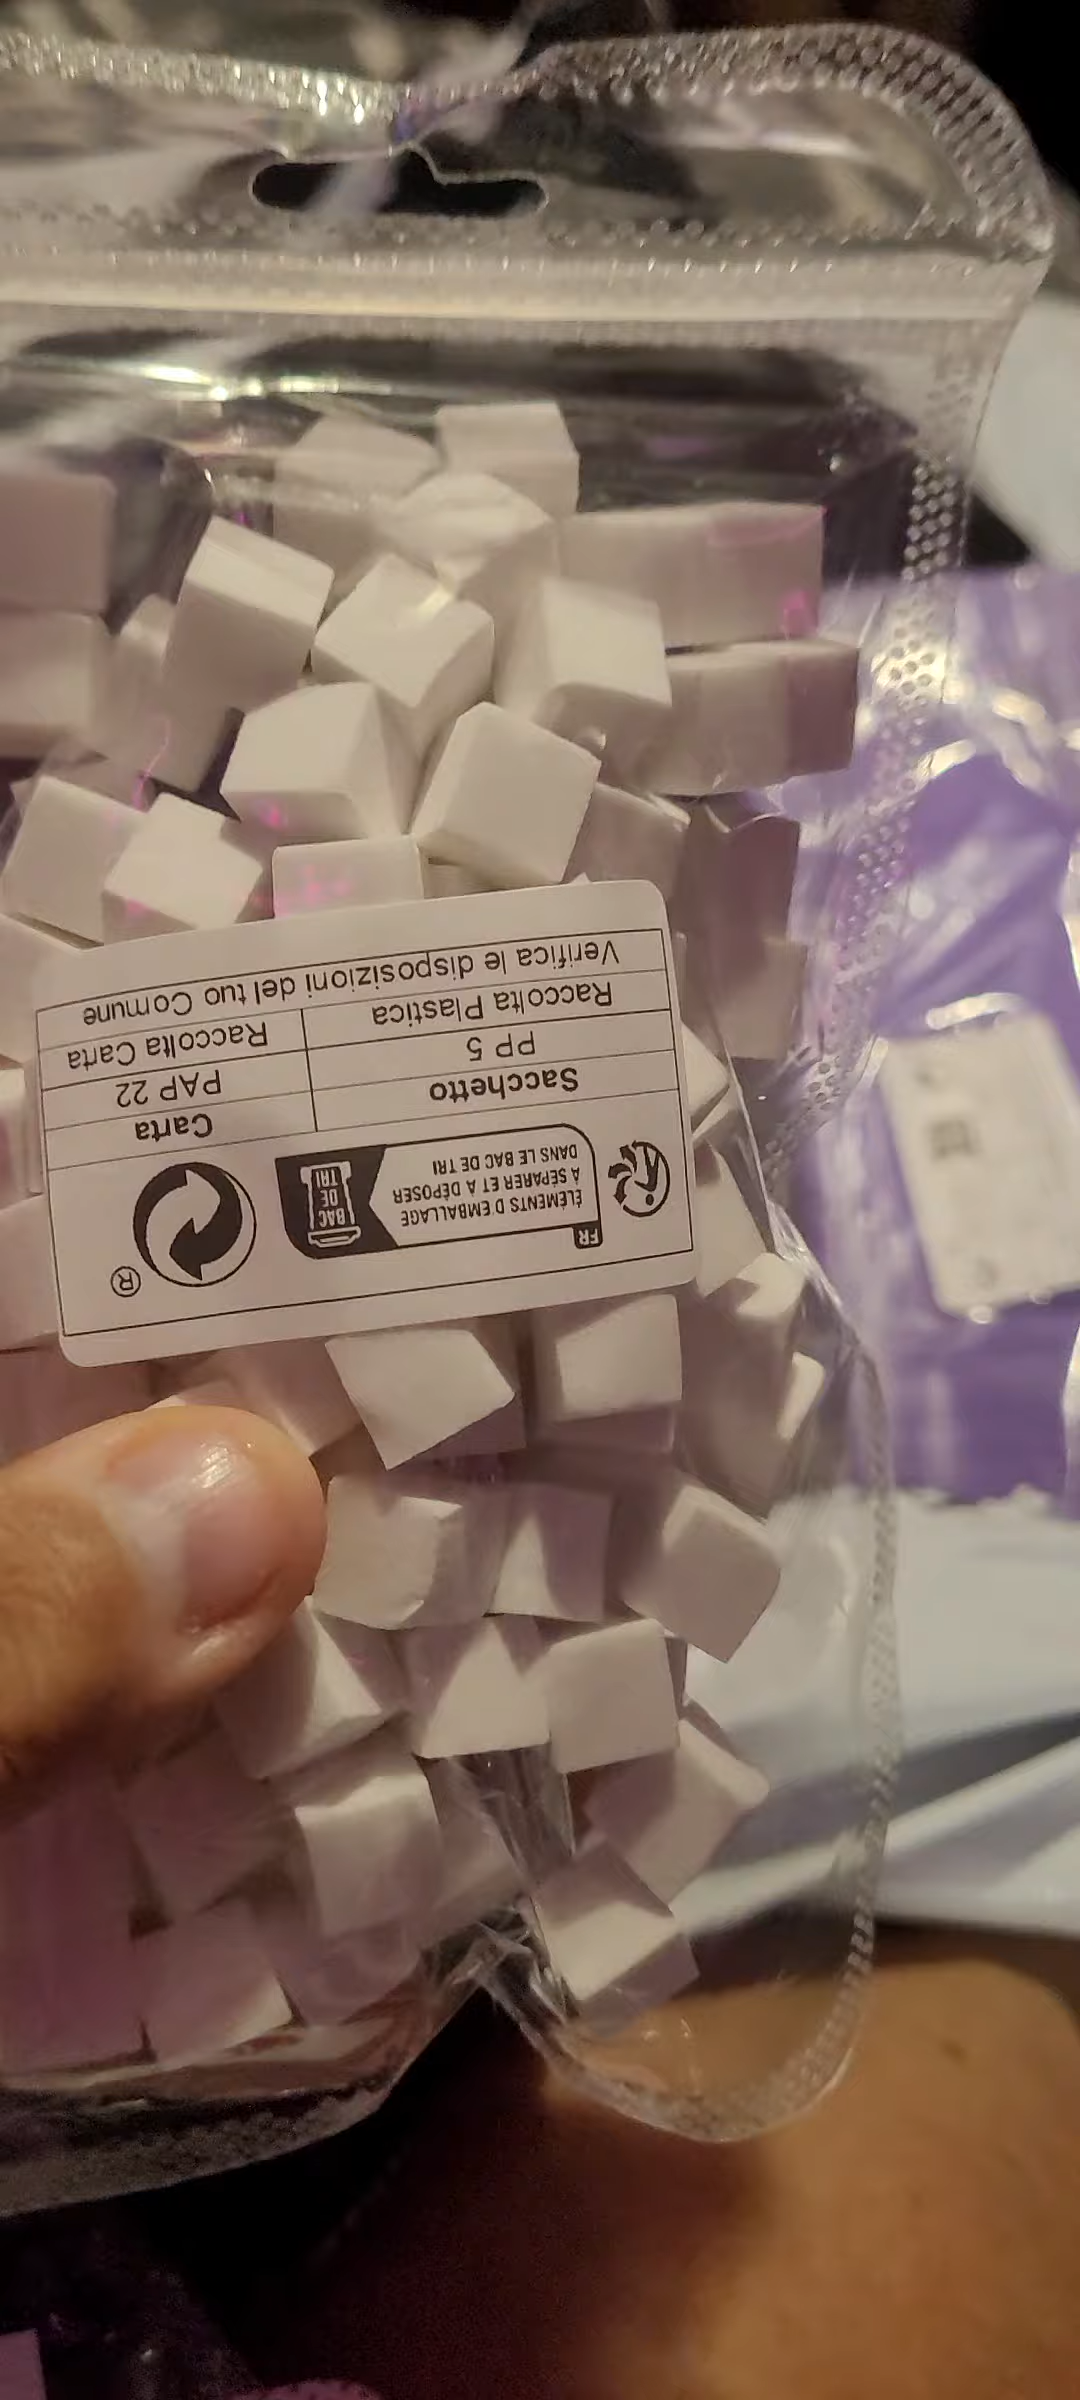 FR
ÉLÉMENTS D'EMBALLAGE
À SÉPARER ET À DÉPOSER
DANS LE BAC DE TRI
BAC
DE
TRI
®
Sacchetto Carta
PP 5 PAP 22
Raccolta Plastica Raccolta Carta
Verifica le disposizioni del tuo Comune